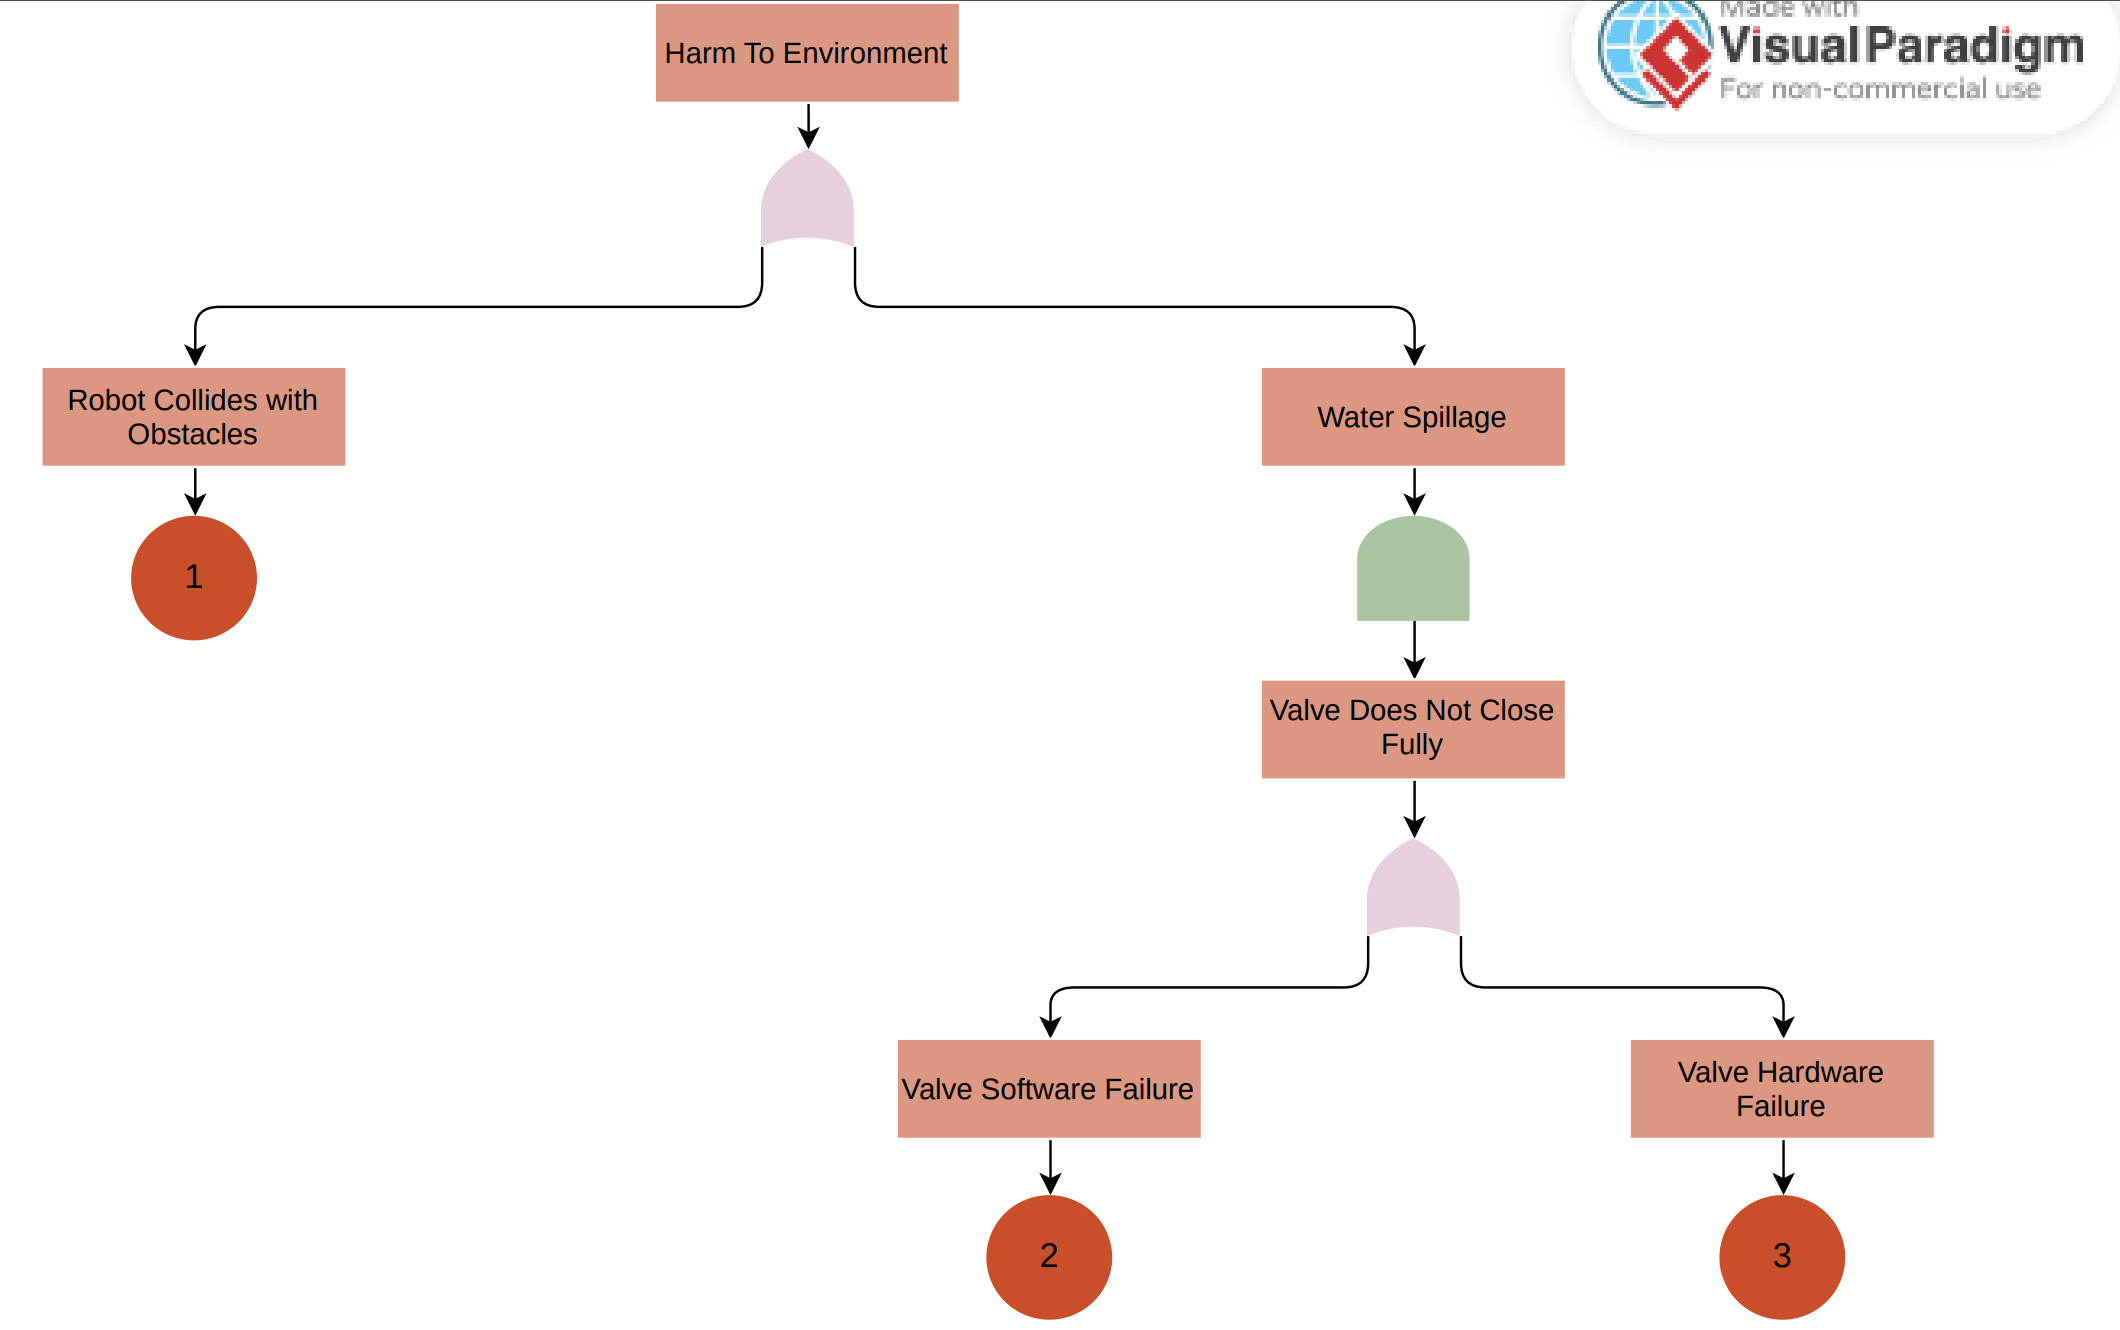 Made with
Visual Paradigm
For non-commercial use
Harm To Environment
Robot Collides with
Obstacles
Water Spillage
1
Valve Does Not Close
Fully
Valve Software Failure
Valve Hardware
Failure
2
3